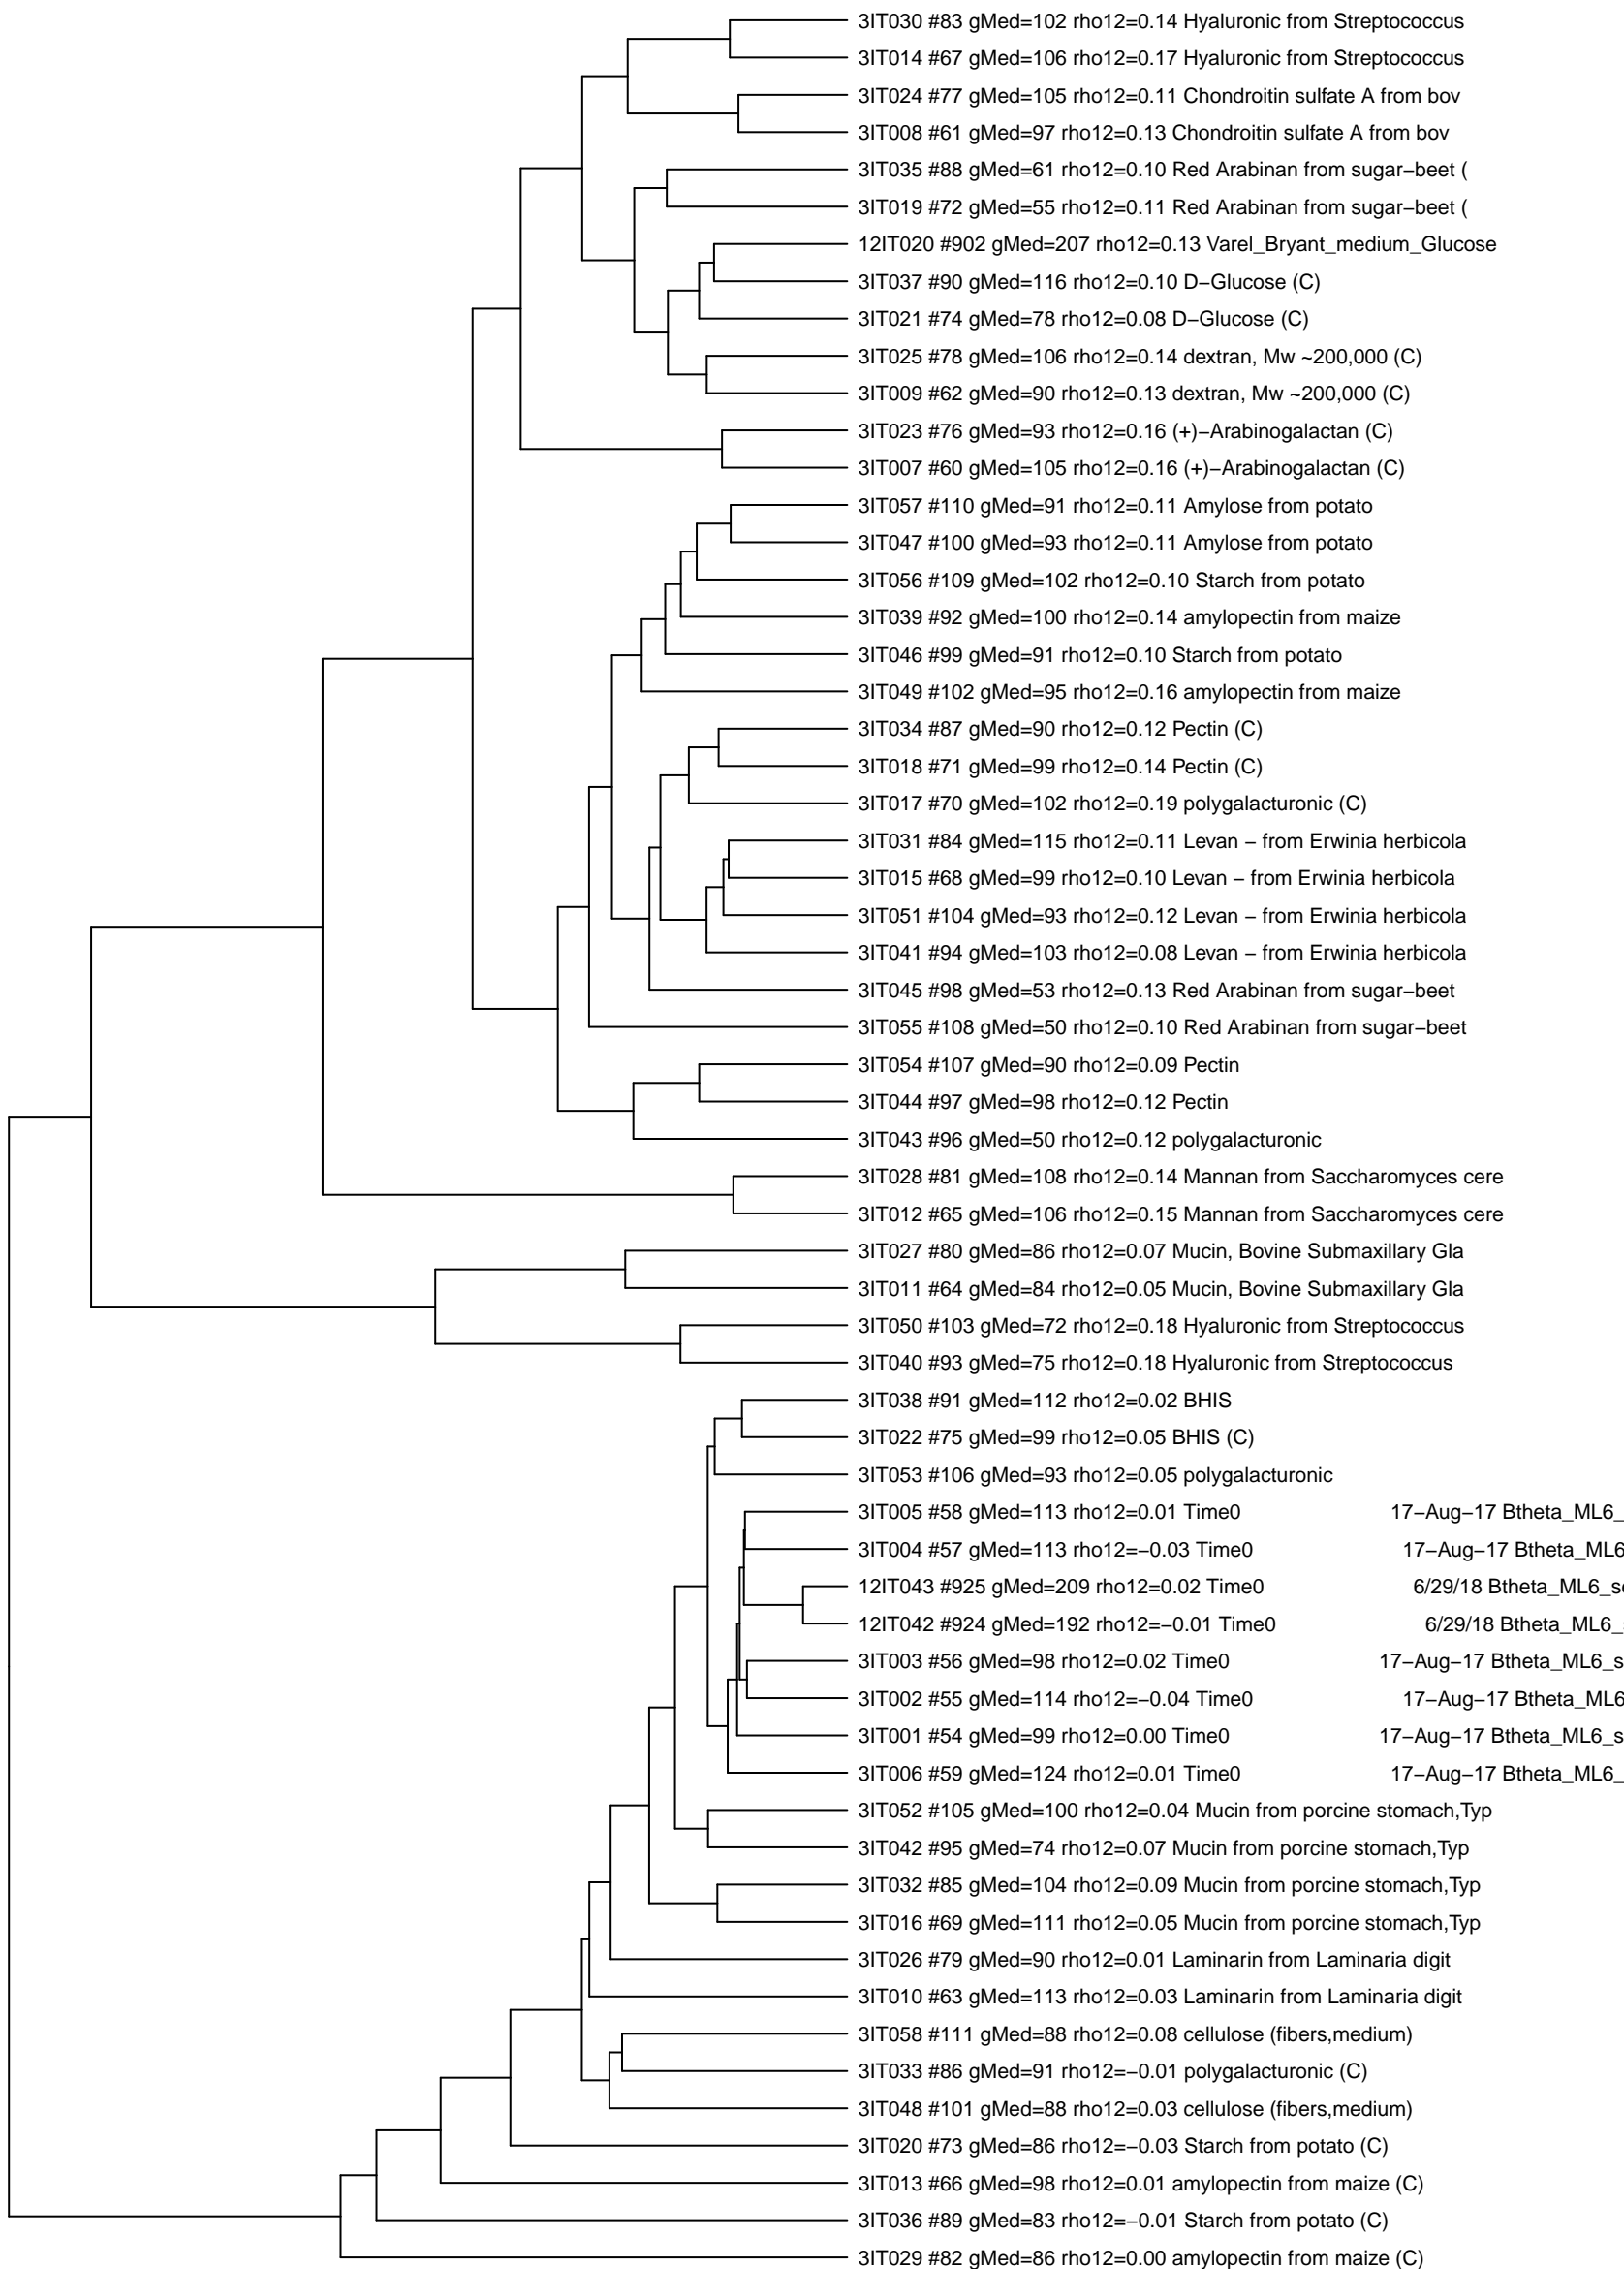 3IT030 #83 gMed=102 rho12=0.14 Hyaluronic from Streptococcus
3IT014 #67 gMed=106 rho12=0.17 Hyaluronic from Streptococcus
3IT024 #77 gMed=105 rho12=0.11 Chondroitin sulfate A from bov
3IT008 #61 gMed=97 rho12=0.13 Chondroitin sulfate A from bov
3IT035 #88 gMed=61 rho12=0.10 Red Arabinan from sugar−beet (
3IT019 #72 gMed=55 rho12=0.11 Red Arabinan from sugar−beet (
12IT020 #902 gMed=207 rho12=0.13 Varel_Bryant_medium_Glucose
3IT037 #90 gMed=116 rho12=0.10 D−Glucose (C)
3IT021 #74 gMed=78 rho12=0.08 D−Glucose (C)
3IT025 #78 gMed=106 rho12=0.14 dextran, Mw ~200,000 (C)
3IT009 #62 gMed=90 rho12=0.13 dextran, Mw ~200,000 (C)
3IT023 #76 gMed=93 rho12=0.16 (+)−Arabinogalactan (C)
3IT007 #60 gMed=105 rho12=0.16 (+)−Arabinogalactan (C)
3IT057 #110 gMed=91 rho12=0.11 Amylose from potato
3IT047 #100 gMed=93 rho12=0.11 Amylose from potato
3IT056 #109 gMed=102 rho12=0.10 Starch from potato
3IT039 #92 gMed=100 rho12=0.14 amylopectin from maize
3IT046 #99 gMed=91 rho12=0.10 Starch from potato
3IT049 #102 gMed=95 rho12=0.16 amylopectin from maize
3IT034 #87 gMed=90 rho12=0.12 Pectin (C)
3IT018 #71 gMed=99 rho12=0.14 Pectin (C)
3IT017 #70 gMed=102 rho12=0.19 polygalacturonic (C)
3IT031 #84 gMed=115 rho12=0.11 Levan − from Erwinia herbicola
3IT015 #68 gMed=99 rho12=0.10 Levan − from Erwinia herbicola
3IT051 #104 gMed=93 rho12=0.12 Levan − from Erwinia herbicola
3IT041 #94 gMed=103 rho12=0.08 Levan − from Erwinia herbicola
3IT045 #98 gMed=53 rho12=0.13 Red Arabinan from sugar−beet
3IT055 #108 gMed=50 rho12=0.10 Red Arabinan from sugar−beet
3IT054 #107 gMed=90 rho12=0.09 Pectin
3IT044 #97 gMed=98 rho12=0.12 Pectin
3IT043 #96 gMed=50 rho12=0.12 polygalacturonic
3IT028 #81 gMed=108 rho12=0.14 Mannan from Saccharomyces cere
3IT012 #65 gMed=106 rho12=0.15 Mannan from Saccharomyces cere
3IT027 #80 gMed=86 rho12=0.07 Mucin, Bovine Submaxillary Gla
3IT011 #64 gMed=84 rho12=0.05 Mucin, Bovine Submaxillary Gla
3IT050 #103 gMed=72 rho12=0.18 Hyaluronic from Streptococcus
3IT040 #93 gMed=75 rho12=0.18 Hyaluronic from Streptococcus
3IT038 #91 gMed=112 rho12=0.02 BHIS
3IT022 #75 gMed=99 rho12=0.05 BHIS (C)
3IT053 #106 gMed=93 rho12=0.05 polygalacturonic
3IT005 #58 gMed=113 rho12=0.01 Time0 17−Aug−17 Btheta_ML6_
3IT004 #57 gMed=113 rho12=−0.03 Time0 17−Aug−17 Btheta_ML6
12IT043 #925 gMed=209 rho12=0.02 Time0 6/29/18 Btheta_ML6_s
12IT042 #924 gMed=192 rho12=−0.01 Time0 6/29/18 Btheta_ML6_
3IT003 #56 gMed=98 rho12=0.02 Time0 17−Aug−17 Btheta_ML6_s
3IT002 #55 gMed=114 rho12=−0.04 Time0 17−Aug−17 Btheta_ML6
3IT001 #54 gMed=99 rho12=0.00 Time0 17−Aug−17 Btheta_ML6_s
3IT006 #59 gMed=124 rho12=0.01 Time0 17−Aug−17 Btheta_ML6_
3IT052 #105 gMed=100 rho12=0.04 Mucin from porcine stomach,Typ
3IT042 #95 gMed=74 rho12=0.07 Mucin from porcine stomach,Typ
3IT032 #85 gMed=104 rho12=0.09 Mucin from porcine stomach,Typ
3IT016 #69 gMed=111 rho12=0.05 Mucin from porcine stomach,Typ
3IT026 #79 gMed=90 rho12=0.01 Laminarin from Laminaria digit
3IT010 #63 gMed=113 rho12=0.03 Laminarin from Laminaria digit
3IT058 #111 gMed=88 rho12=0.08 cellulose (fibers,medium)
3IT033 #86 gMed=91 rho12=−0.01 polygalacturonic (C)
3IT048 #101 gMed=88 rho12=0.03 cellulose (fibers,medium)
3IT020 #73 gMed=86 rho12=−0.03 Starch from potato (C)
3IT013 #66 gMed=98 rho12=0.01 amylopectin from maize (C)
3IT036 #89 gMed=83 rho12=−0.01 Starch from potato (C)
3IT029 #82 gMed=86 rho12=0.00 amylopectin from maize (C)